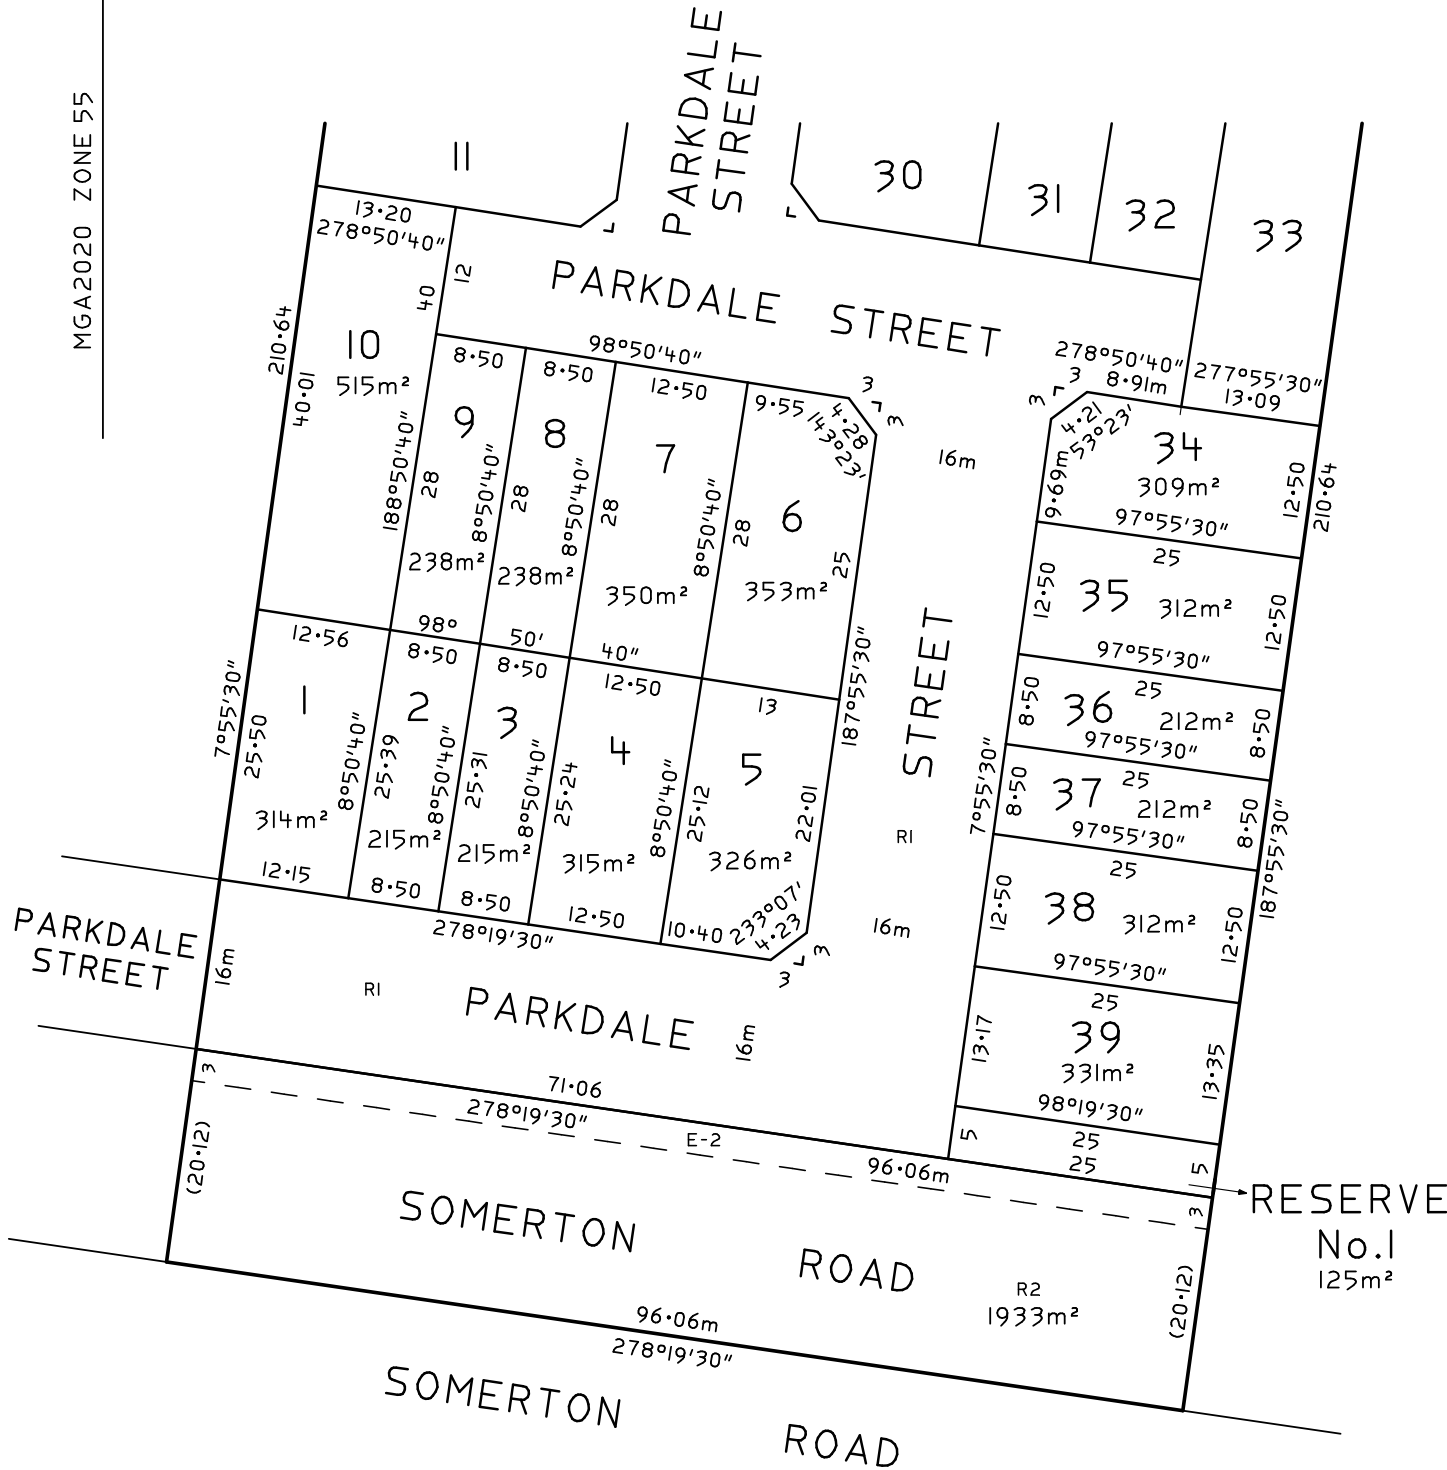 MGA2020 ZONE 55
PARKDALE
STREET
11
30
31
32
33
13·20
278°50'40"
12
40
PARKDALE STREET
210·64
10
515m²
40·01
188°50'40"
98°50'40"
8·50
9
28
238m²
8°50'40"
8·50
8
28
238m²
8°50'40"
12·50
7
28
350m²
8°50'40"
9·55
4·28
143°23'
3
3
6
28
353m²
25
16m
278°50'40"
8·91m
277°55'30"
13·09
3
3
4·21
53°23'
34
309m²
9·69m
12·50
210·64
97°55'30"
25
12·50
35
312m²
12·50
97°55'30"
25
8·50
36
212m²
8·50
97°55'30"
25
8·50
37
212m²
8·50
97°55'30"
25
12·50
38
312m²
12·50
97°55'30"
25
13·17
39
331m²
13·35
98°19'30"
7°55'30"
187°55'30"
98° 50' 40"
12·56
1
7°55'30"
25·50
314m²
12·15
8°50'40"
8·50
2
25·39
215m²
8·50
8°50'40"
8·50
3
25·31
215m²
8·50
8°50'40"
12·50
4
25·24
315m²
12·50
8°50'40"
13
5
25·12
326m²
22·01
10·40
233°07'
4·23
3
3
187°55'30"
STREET
R1
16m
278°19'30"
PARKDALE
STREET
16m
R1
PARKDALE
16m
3
71·06
278°19'30"
E-2
96·06m
5
25
25
5
3
RESERVE
No.1
125m²
(20·12)
SOMERTON ROAD
R2
1933m²
(20·12)
96·06m
278°19'30"
SOMERTON ROAD